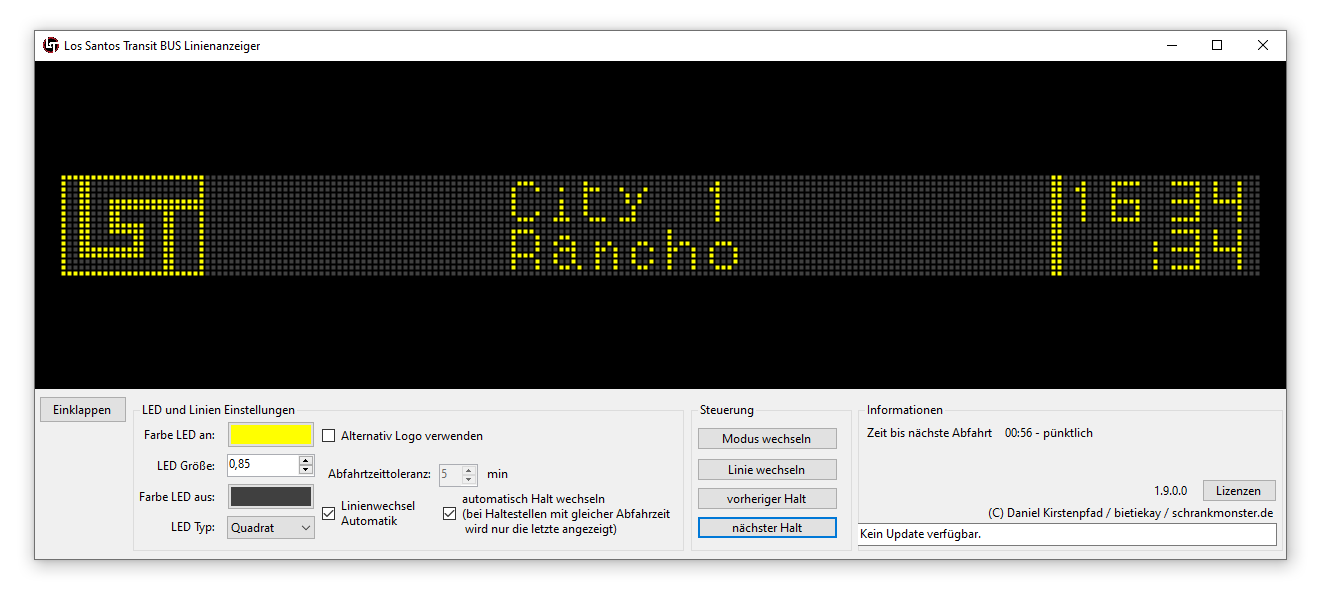 Los Santos Transit BUS Linienanzeiger
LST
City 1
16 34
Rancho
:34
Einklappen
LED und Linien Einstellungen
Farbe LED an:
Alternativ Logo verwenden
LED Größe:
0,85
Abfahrtzeittoleranz:
5
min
Farbe LED aus:
Linienwechsel
Automatik
automatisch Halt wechseln
(bei Haltestellen mit gleicher Abfahrzeit
wird nur die letzte angezeigt)
LED Typ:
Quadrat
Steuerung
Modus wechseln
Linie wechseln
vorheriger Halt
nächster Halt
Informationen
Zeit bis nächste Abfahrt 00:56 - pünktlich
1.9.0.0
Lizenzen
(C) Daniel Kirstenpfad / bietiekay / schrankmonster.de
Kein Update verfügbar.